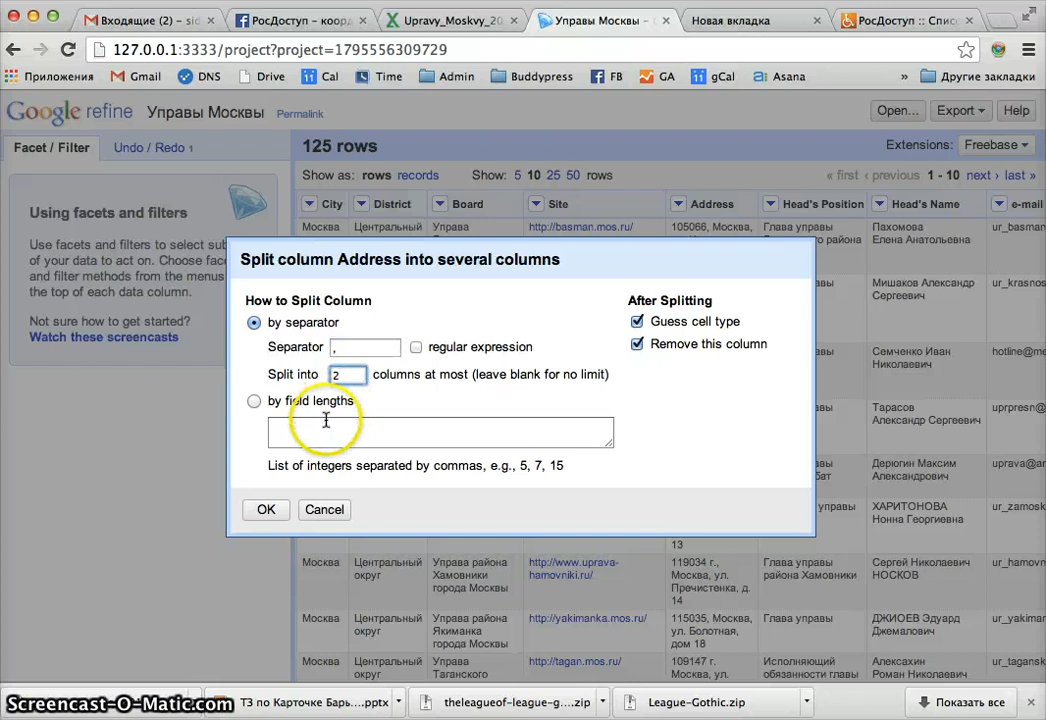 Входящие (2) – sid
РосДоступ – коорд
Upravy_Moskvy_20
Управы Москвы -
Новая вкладка
РосДоступ :: Спис
127.0.0.1:3333/project?project=1795556309729
Приложения Gmail DNS Drive Cal Time Admin Buddypress FB GA gCal Asana » Другие закладки
Google refine Управы Москвы Permalink Open... Export Help
Facet / Filter Undo / Redo 1 125 rows Extensions: Freebase
Show as: rows records Show: 5 10 25 50 rows « first ‹ previous 1 - 10 next › last »
Using facets and filters
Use facets and filters to select sub
of your data to act on. Choose face
and filter methods from the menus
the top of each data column.
Not sure how to get started?
Watch these screencasts
City District Board Site Address Head's Position Head's Name e-mail
Москва Центральный Управа http://basman.mos.ru/ 105066, Москва, Глава управы Пахомова ur_basman
района Елена Анатольевна
Split column Address into several columns
How to Split Column After Splitting
by separator Guess cell type
Separator , regular expression Remove this column
Split into 2 columns at most (leave blank for no limit)
by field lengths
List of integers separated by commas, e.g., 5, 7, 15
OK Cancel
авы Мишаков Александр ur_krasnos
Сергеевич
авы Семченко Иван hotline@me
Николаевич
авы Тарасов uprpresn@
Александр
Сергеевич
авы Дерюгин Максим uprava@ar
бат Александрович
управы ХАРИТОНОВА ur_zamosk
Нонна Георгиевна
13
Москва Центральный Управа района http://www.uprava- 119034 г., Глава управы Сергей Николаевич ur_hamovn
округ Хамовники hamovniki.ru/ Москва, ул. района Хамовники НОСКОВ
города Москвы Пречистенка, д.
14
Москва Центральный Управа района http://yakimanka.mos.ru/ 115035, Москва, Глава управы ДЖИОЕВ Эдуард ur_yakimar
округ Якиманка ул. Болотная, Джемалович
города Москвы дом 18
Москва Центральный Управа http://tagan.mos.ru/ 109147 г. Исполняющий Алексахин ur_tagansk
округ Таганского Москва, ул. обязанности главы Роман Николаевич
Screencast-O-Matic.com ТЗ по Карточке Барь....pptx theleagueof-league-g....zip League-Gothic.zip Показать все